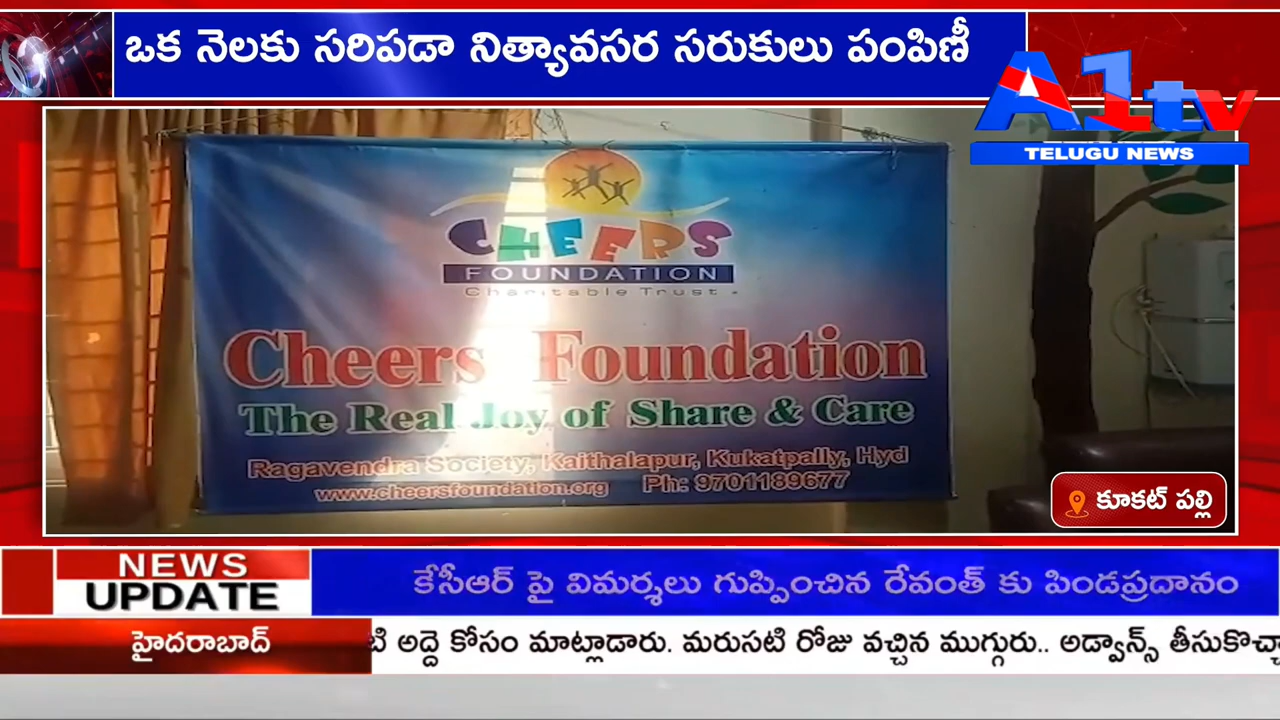 ఒక నెలకు సరిపడా నిత్యావసర సరుకులు పంపిణీ
A1tv
TELUGU NEWS
CHEERS
FOUNDATION
Charitable Trust
Cheers Foundation
The Real Joy of Share & Care
Ragavendra Society, Kaithalapur, Kukatpally, Hyd
www.cheersfoundation.org Ph: 9701189677
కూకట్ పల్లి
NEWS
UPDATE
కేసీఆర్ పై విమర్శలు గుప్పించిన రేవంత్ కు పిండప్రదానం
హైదరాబాద్
అద్దె కోసం మాట్లాడారు. మరుసటి రోజు వచ్చిన ముగ్గురు.. అడ్వాన్స్